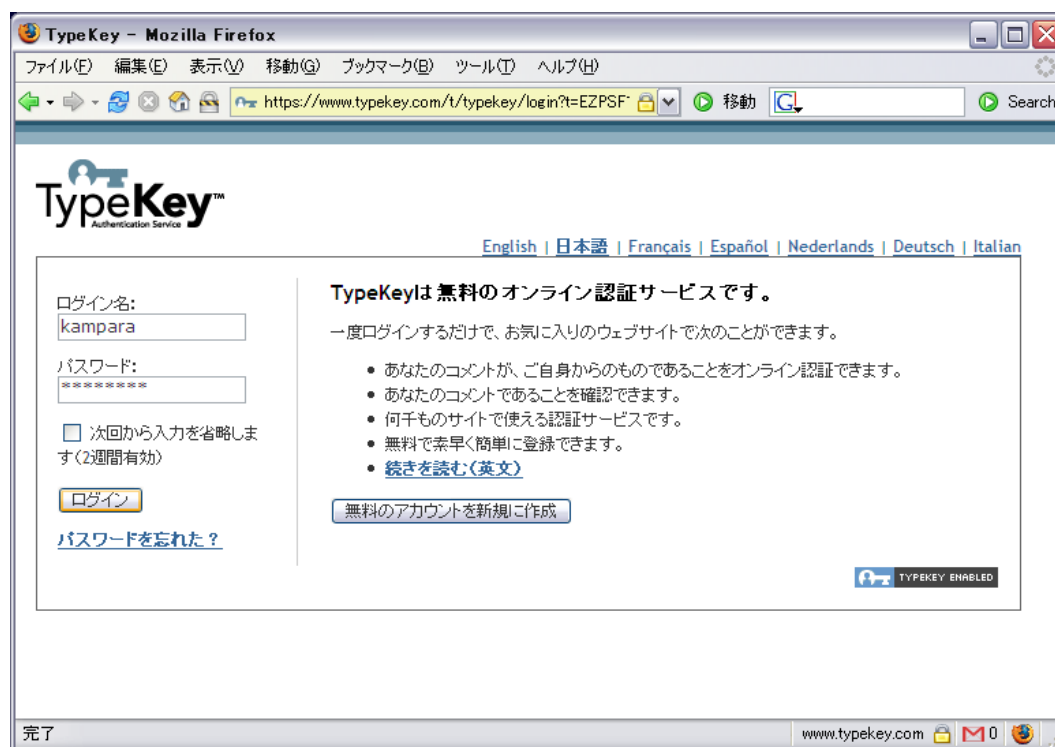 TypeKey - Mozilla Firefox
ファイル(F) 編集(E) 表示(V) 移動(G) ブックマーク(B) ツール(T) ヘルプ(H)
https://www.typekey.com/t/typekey/login?t=EZPSF 移動 G Search
TypeKey™
Authentication Service
English | 日本語 | Français | Español | Nederlands | Deutsch | Italian
ログイン名:
kampara
パスワード:
********
次回から入力を省略しま
す(2週間有効)
ログイン
パスワードを忘れた?
TypeKeyは無料のオンライン認証サービスです。
一度ログインするだけで、お気に入りのウェブサイトで次のことができます。
• あなたのコメントが、ご自身からのものであることをオンライン認証できます。
• あなたのコメントであることを確認できます。
• 何千ものサイトで使える認証サービスです。
• 無料で素早く簡単に登録できます。
• 続きを読む(英文)
無料のアカウントを新規に作成
TYPEKEY ENABLED
完了 www.typekey.com 0